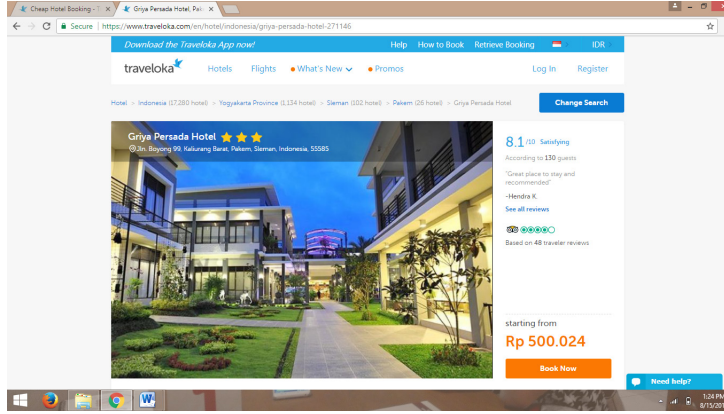 Cheap Hotel Booking - T
Griya Persada Hotel, Pak
Secure
https://www.traveloka.com/en/hotel/indonesia/griya-persada-hotel-271146
Download the Traveloka App now!
Help How to Book Retrieve Booking IDR
traveloka Hotels Flights What's New Promos Log In Register
Hotel > Indonesia (17,280 hotel) > Yogyakarta Province (1,154 hotel) > Sleman (102 hotel) > Pakem (26 hotel) > Griya Persada Hotel
Change Search
Griya Persada Hotel
Jln. Boyong 99, Kaliurang Barat, Pakem, Sleman, Indonesia, 55585
8.1 /10 Satisfying
According to 130 guests
"Great place to stay and
recommended"
~Hendra K.
See all reviews
Based on 48 traveler reviews
starting from
Rp 500.024
Book Now
Need help?
1:24 PM
8/15/201